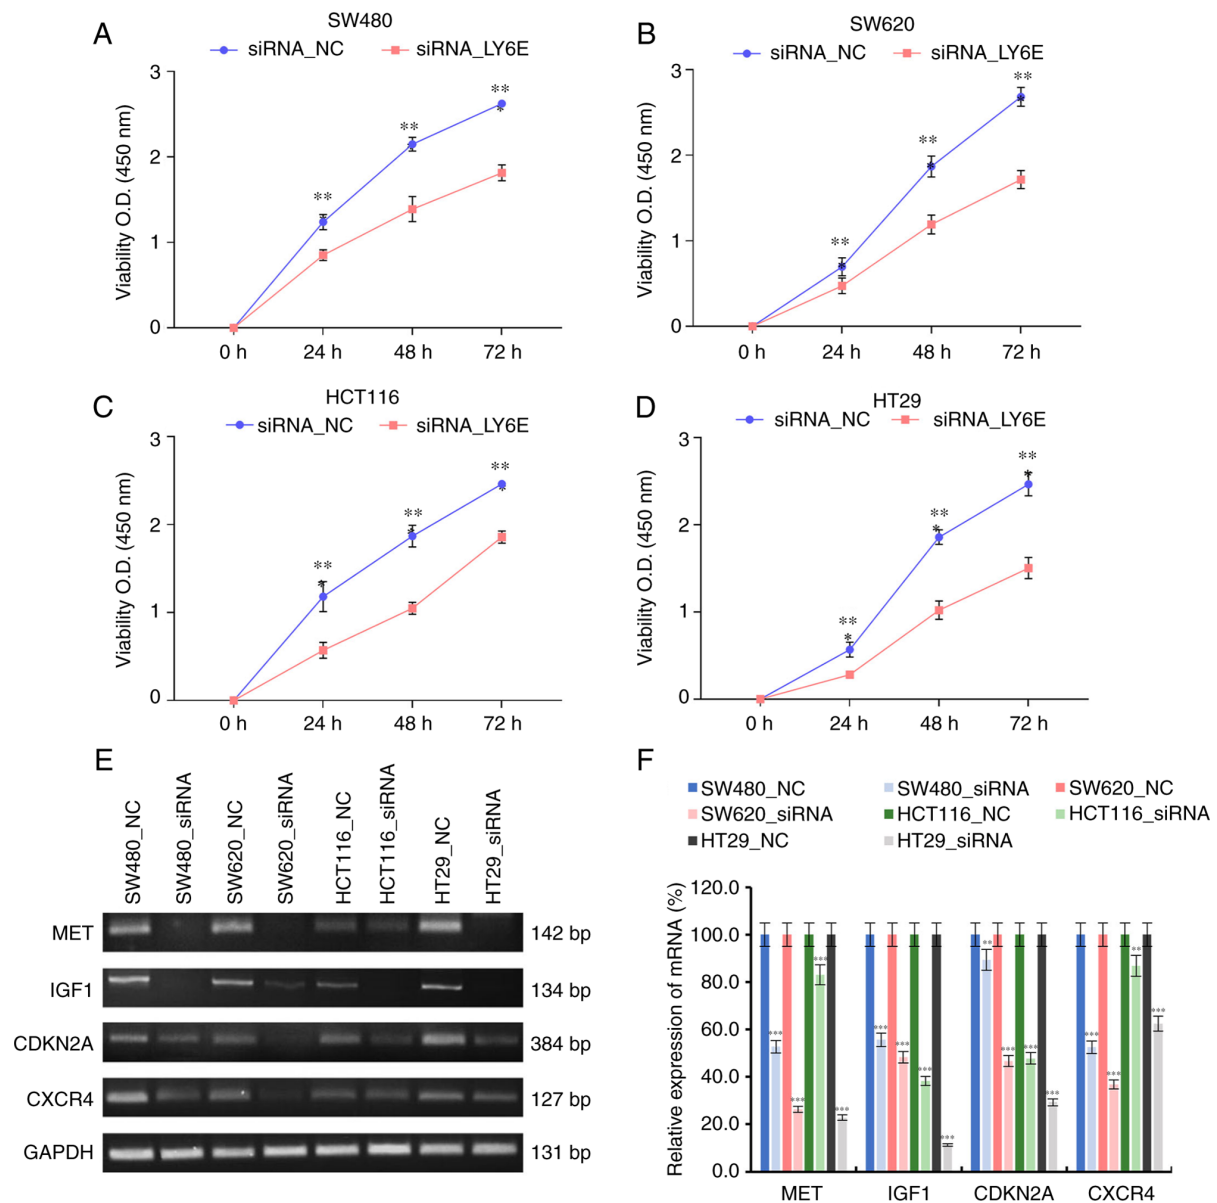 A
SW480
siRNA_NC siRNA_LY6E
Viability O.D. (450 nm)
3
2
1
0
**
**
**
*
0 h 24 h 48 h 72 h
B
SW620
siRNA_NC siRNA_LY6E
Viability O.D. (450 nm)
3
2
1
0
**
**
**
0 h 24 h 48 h 72 h
C
HCT116
siRNA_NC siRNA_LY6E
Viability O.D. (450 nm)
3
2
1
0
**
*
**
*
**
*
0 h 24 h 48 h 72 h
D
HT29
siRNA_NC siRNA_LY6E
Viability O.D. (450 nm)
3
2
1
0
**
*
**
*
**
*
0 h 24 h 48 h 72 h
E
SW480_NC
SW480_siRNA
SW620_NC
SW620_siRNA
HCT116_NC
HCT116_siRNA
HT29_NC
HT29_siRNA
MET 142 bp
IGF1 134 bp
CDKN2A 384 bp
CXCR4 127 bp
GAPDH 131 bp
F
SW480_NC SW480_siRNA SW620_NC
SW620_siRNA HCT116_NC HCT116_siRNA
HT29_NC HT29_siRNA
Relative expression of mRNA (%)
120.0
100.0
80.0
60.0
40.0
20.0
0.0
*** *** *** ***
*** *** *** ***
** *** *** ***
*** *** ** ***
MET IGF1 CDKN2A CXCR4